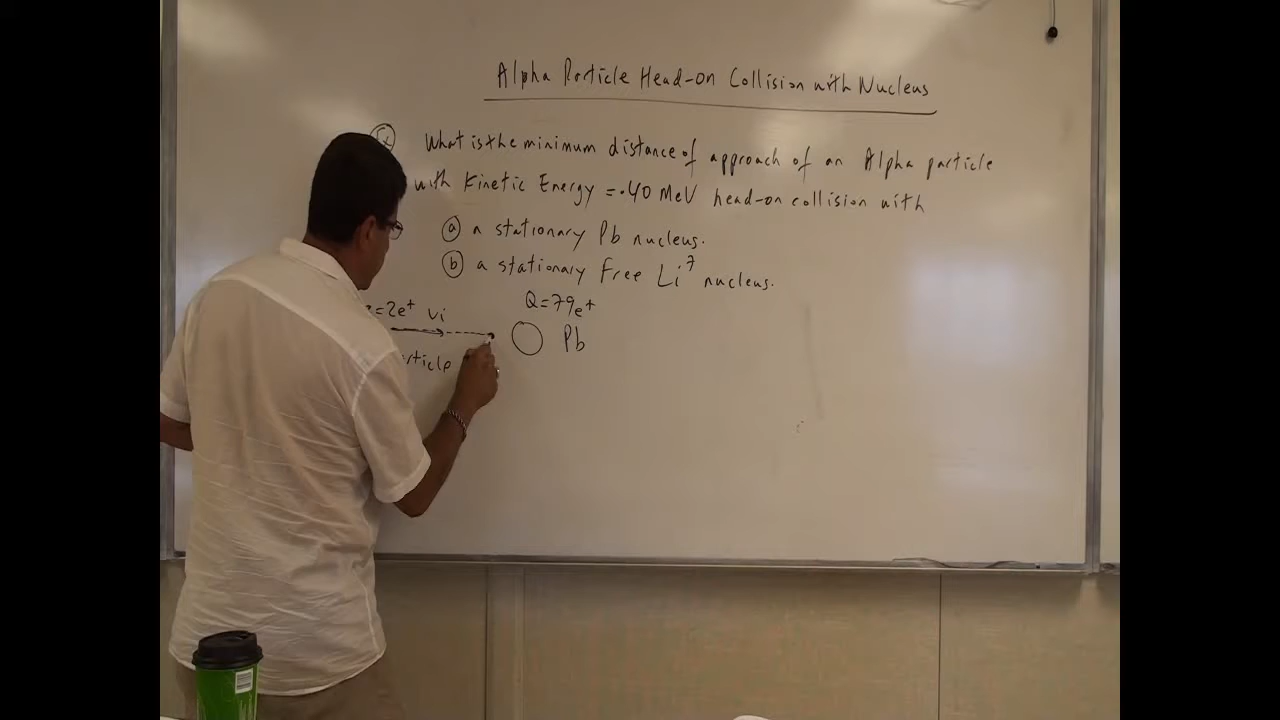 Alpha Particle Head-on Collision with Nucleus
Ex What is the minimum distance of approach of an Alpha particle
with Kinetic Energy = .40 MeV head-on collision with
a a stationary Pb nucleus.
b a stationary Free Li⁷ nucleus.
=2e⁺ Vi Q=79e⁺
Pb
rticle